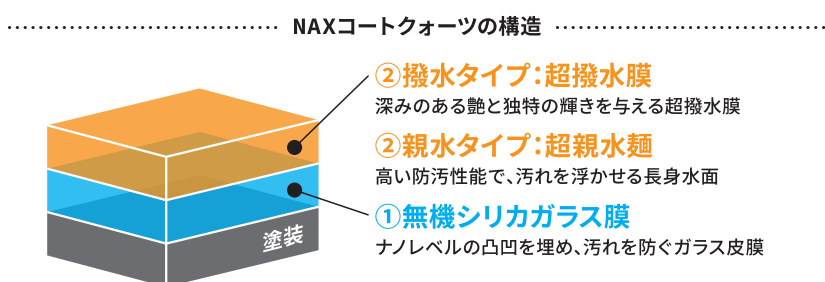 NAXコートクォーツの構造
②撥水タイプ：超撥水膜
深みのある艶と独特の輝きを与える超撥水膜
②親水タイプ：超親水麺
高い防汚性能で、汚れを浮かせる長身水面
①無機シリカガラス膜
ナノレベルの凸凹を埋め、汚れを防ぐガラス皮膜
塗装